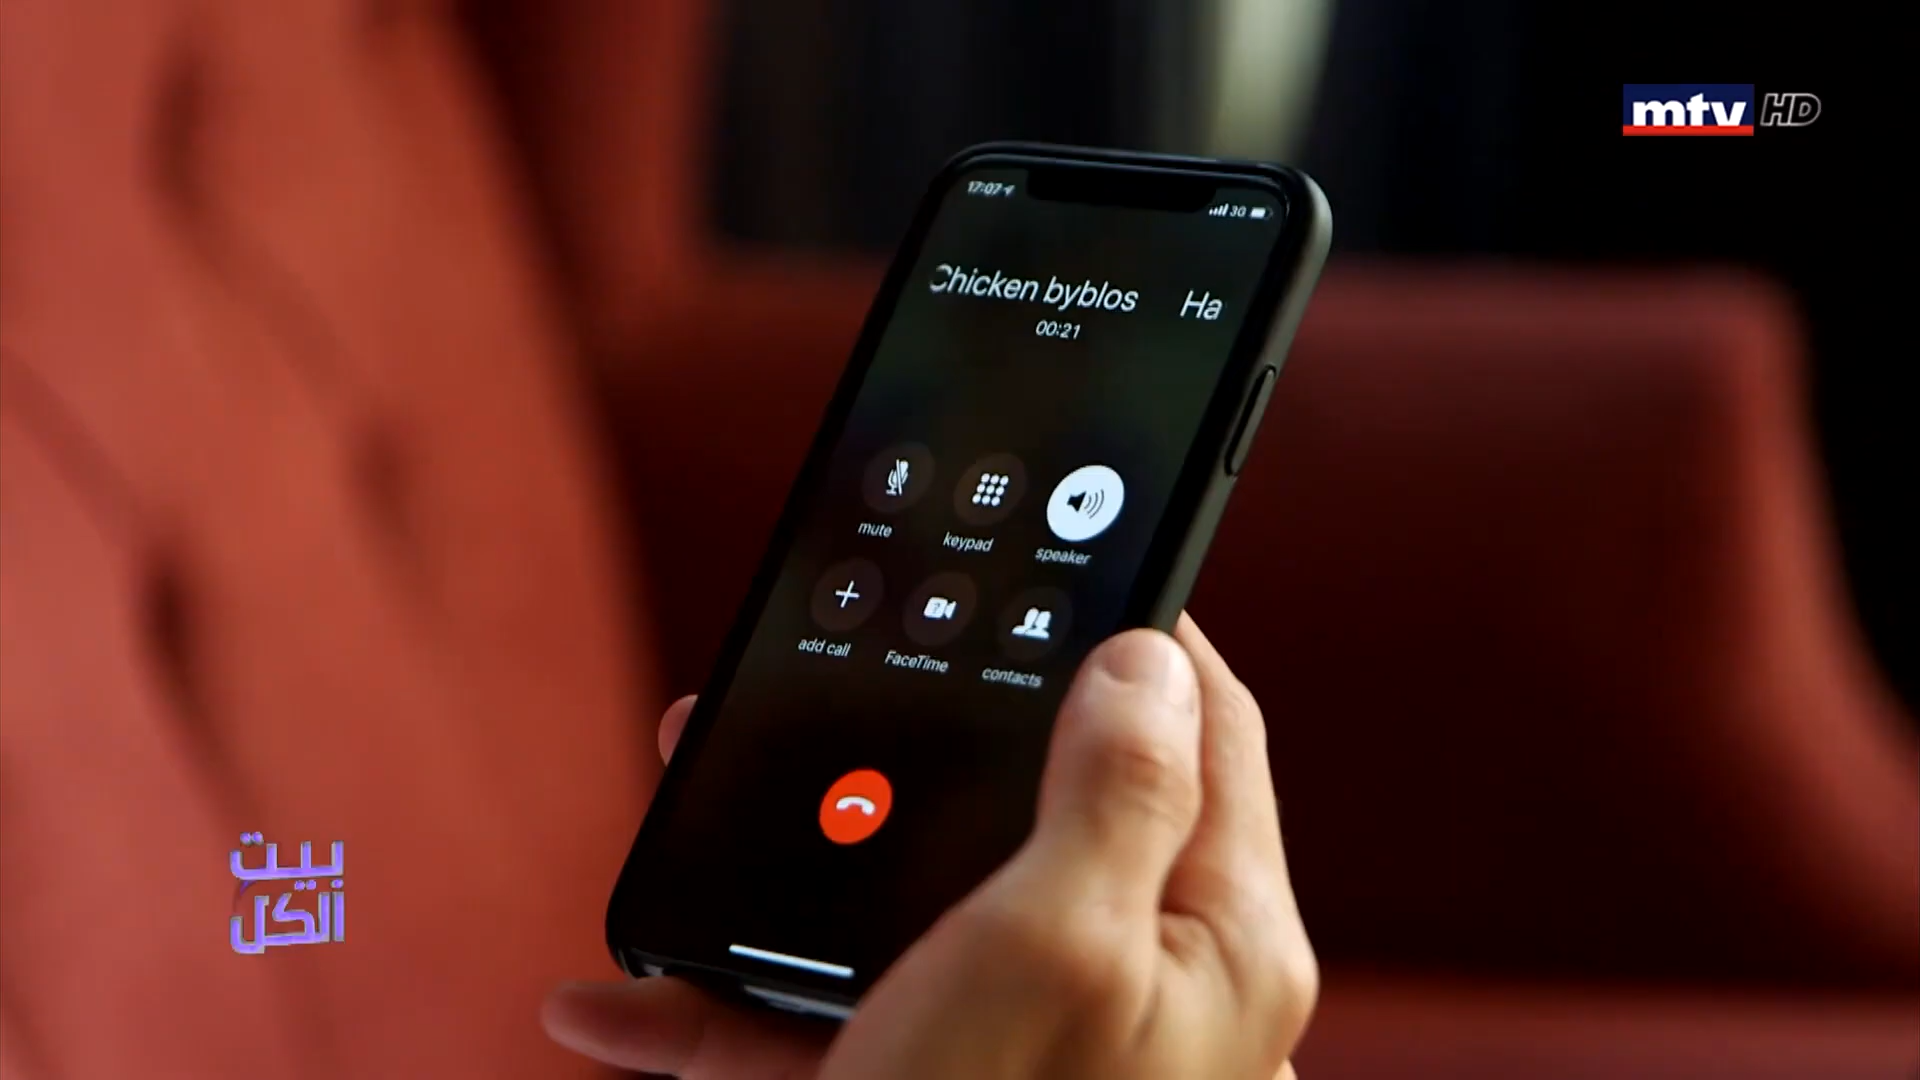 mtv HD
17:07
3G
Chicken byblos Ha
00:21
mute keypad speaker
add call FaceTime contacts
بيت
الكل